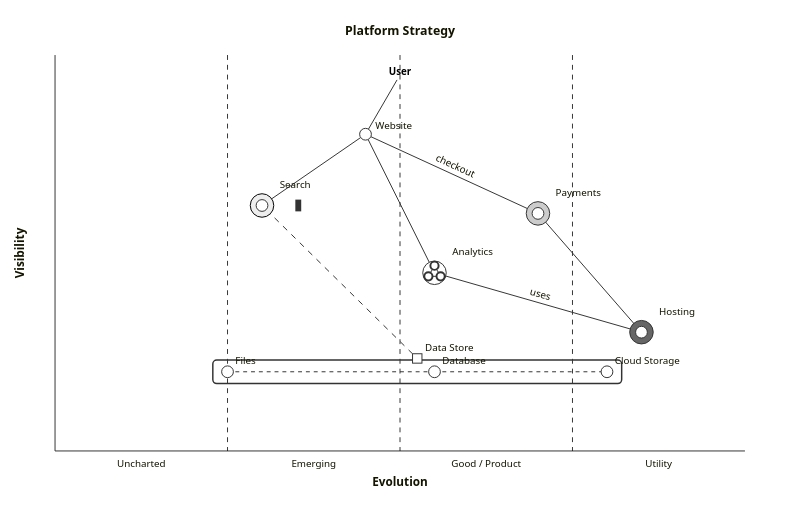 Platform Strategy
User
Website
checkout
Search
Payments
Analytics
uses
Hosting
Data Store
Files
Database
Cloud Storage
Visibility
Uncharted
Emerging
Good / Product
Utility
Evolution